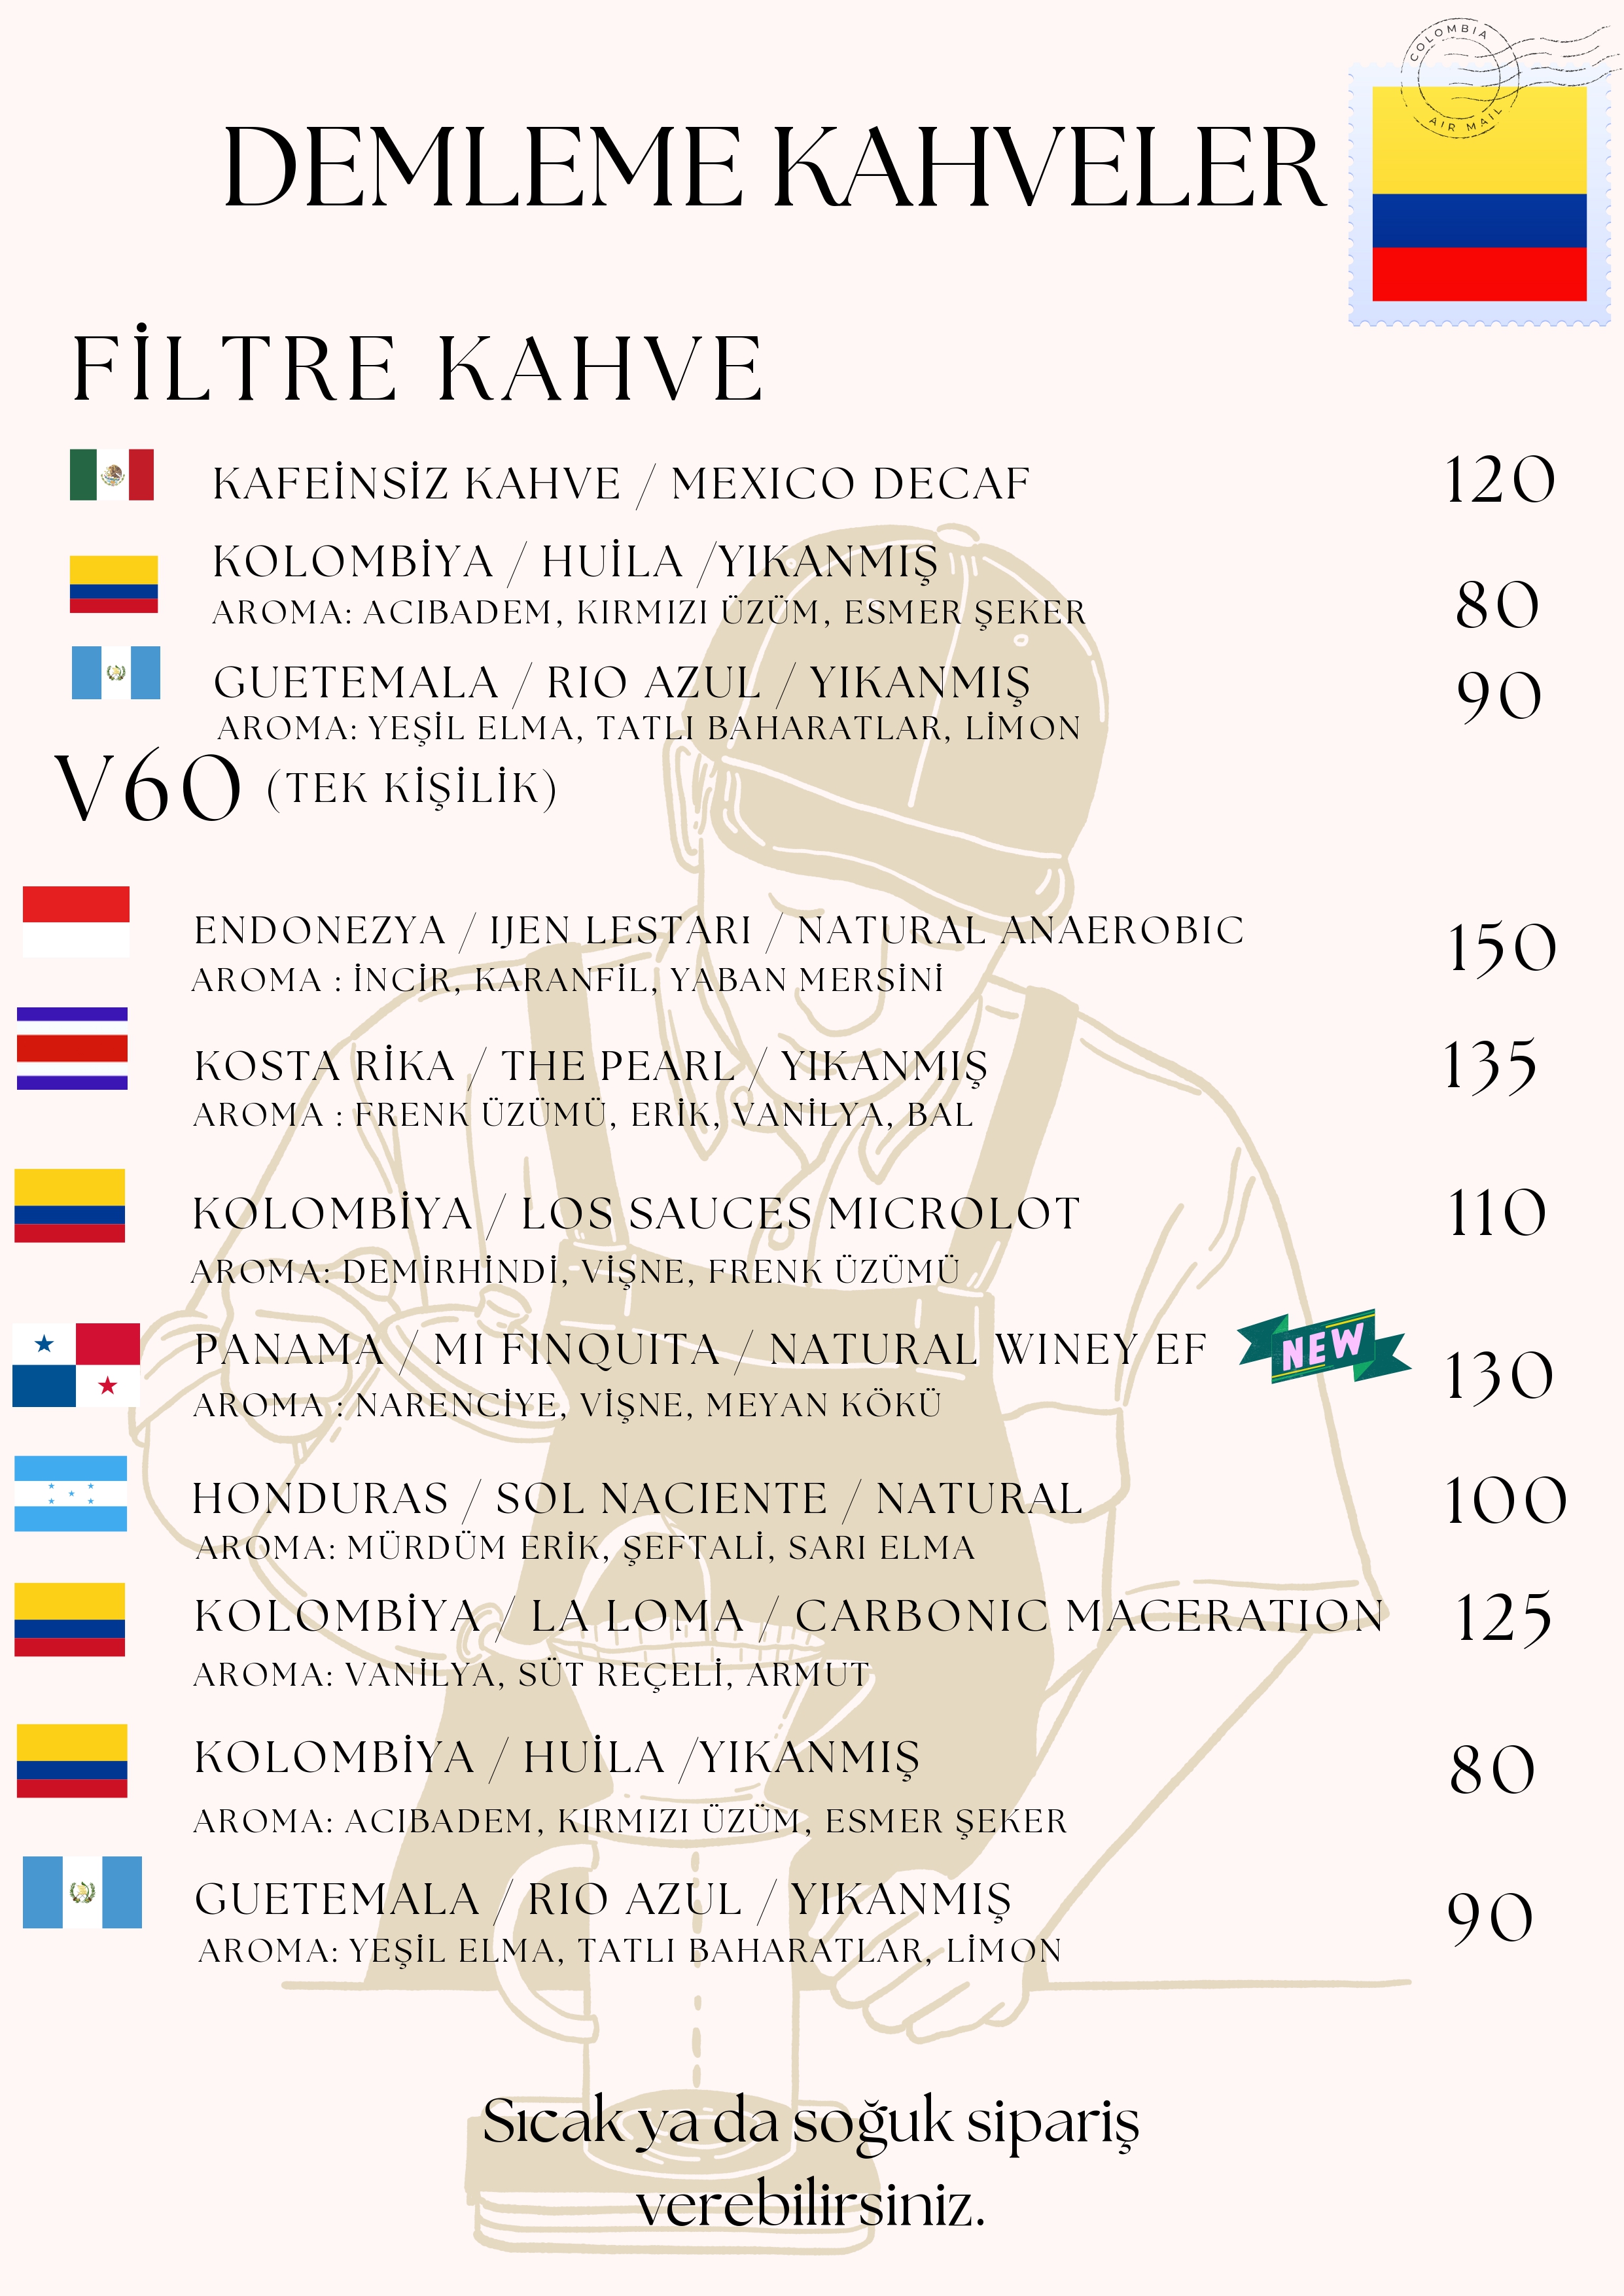 COLOMBIA
AIR MAIL
DEMLEME KAHVELER
FİLTRE KAHVE
KAFEİNSİZ KAHVE / MEXICO DECAF 120
KOLOMBİYA / HUİLA /YIKANMIŞ
AROMA: ACIBADEM, KIRMIZI ÜZÜM, ESMER ŞEKER 80
GUETEMALA / RIO AZUL / YIKANMIŞ 90
AROMA: YEŞİL ELMA, TATLI BAHARATLAR, LİMON
V60 (TEK KİŞİLİK)
ENDONEZYA / IJEN LESTARI / NATURAL ANAEROBIC 150
AROMA : İNCİR, KARANFİL, YABAN MERSİNİ
KOSTA RİKA / THE PEARL / YIKANMIŞ 135
AROMA : FRENK ÜZÜMÜ, ERİK, VANİLYA, BAL
KOLOMBİYA / LOS SAUCES MICROLOT 110
AROMA: DEMİRHİNDİ, VİŞNE, FRENK ÜZÜMÜ
PANAMA / MI FINQUITA / NATURAL WINEY EF NEW 130
AROMA : NARENCİYE, VİŞNE, MEYAN KÖKÜ
HONDURAS / SOL NACIENTE / NATURAL 100
AROMA: MÜRDÜM ERİK, ŞEFTALİ, SARI ELMA
KOLOMBİYA / LA LOMA / CARBONIC MACERATION 125
AROMA: VANİLYA, SÜT REÇELİ, ARMUT
KOLOMBİYA / HUİLA /YIKANMIŞ 80
AROMA: ACIBADEM, KIRMIZI ÜZÜM, ESMER ŞEKER
GUETEMALA / RIO AZUL / YIKANMIŞ 90
AROMA: YEŞİL ELMA, TATLI BAHARATLAR, LİMON
Sıcak ya da soğuk sipariş
verebilirsiniz.